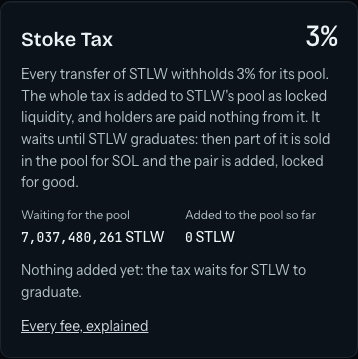 Stoke Tax 3%
Every transfer of STLW withholds 3% for its pool.
The whole tax is added to STLW's pool as locked
liquidity, and holders are paid nothing from it. It
waits until STLW graduates: then part of it is sold
in the pool for SOL and the pair is added, locked
for good.
Waiting for the pool Added to the pool so far
7,037,480,261 STLW 0 STLW
Nothing added yet: the tax waits for STLW to
graduate.
Every fee, explained